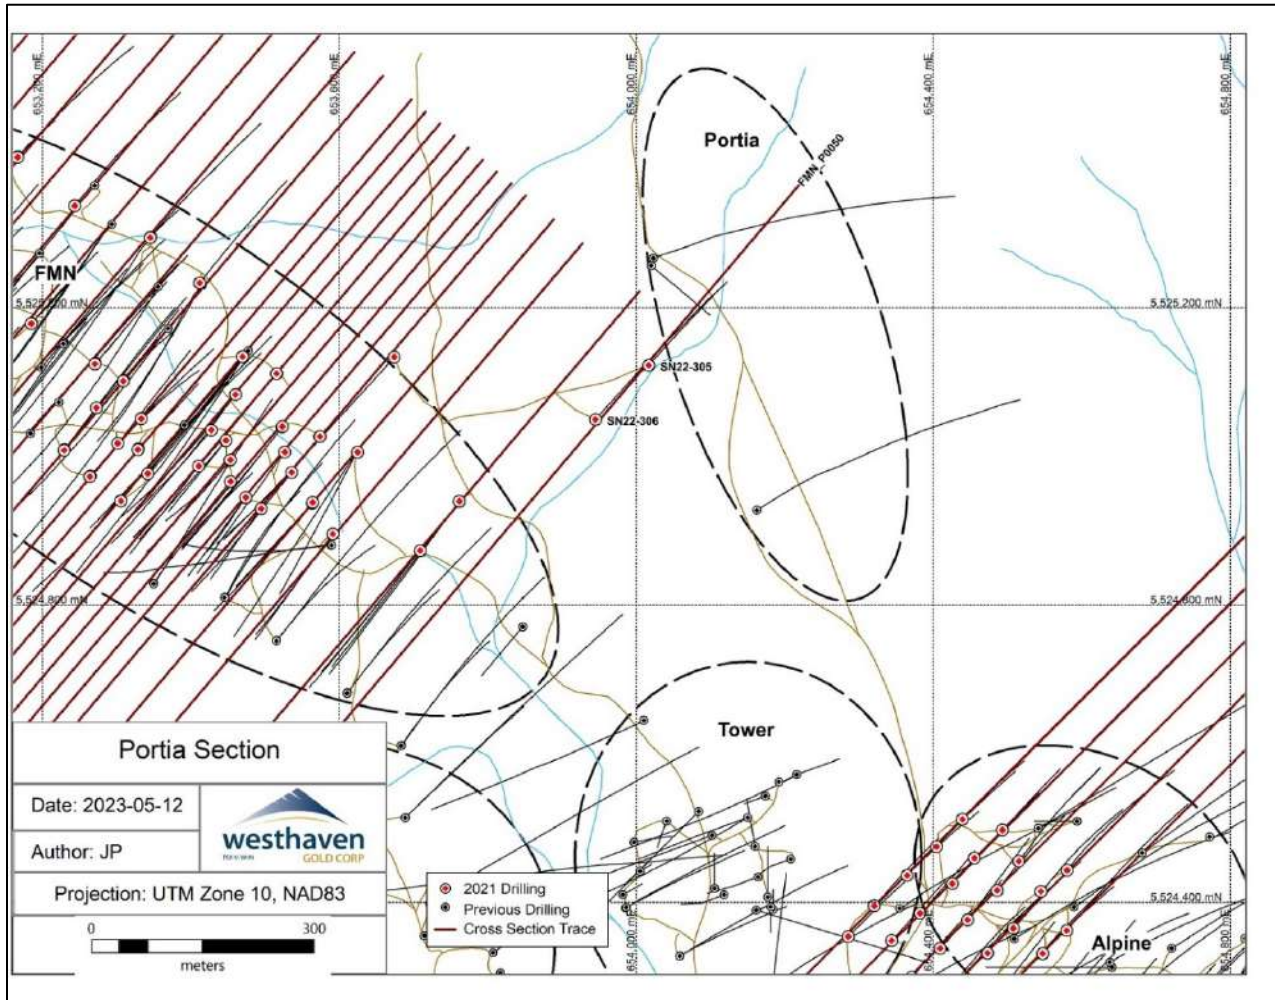 653,200 mE
653,600 mE
654,000 mE
654,400 mE
654,800 mE
Portia
FMN_P0050
FMN
5,525,200 mN
5,525,200 mN
SN22-305
SN22-306
5,524,800 mN
5,524,800 mN
Tower
Portia Section
Date: 2023-05-12
Author: JP
westhaven
GOLD CORP
Projection: UTM Zone 10, NAD83
0 300
meters
2021 Drilling
Previous Drilling
Cross Section Trace
5,524,400 mN
654,000 mE
654,400 mE
654,800 mE
Alpine